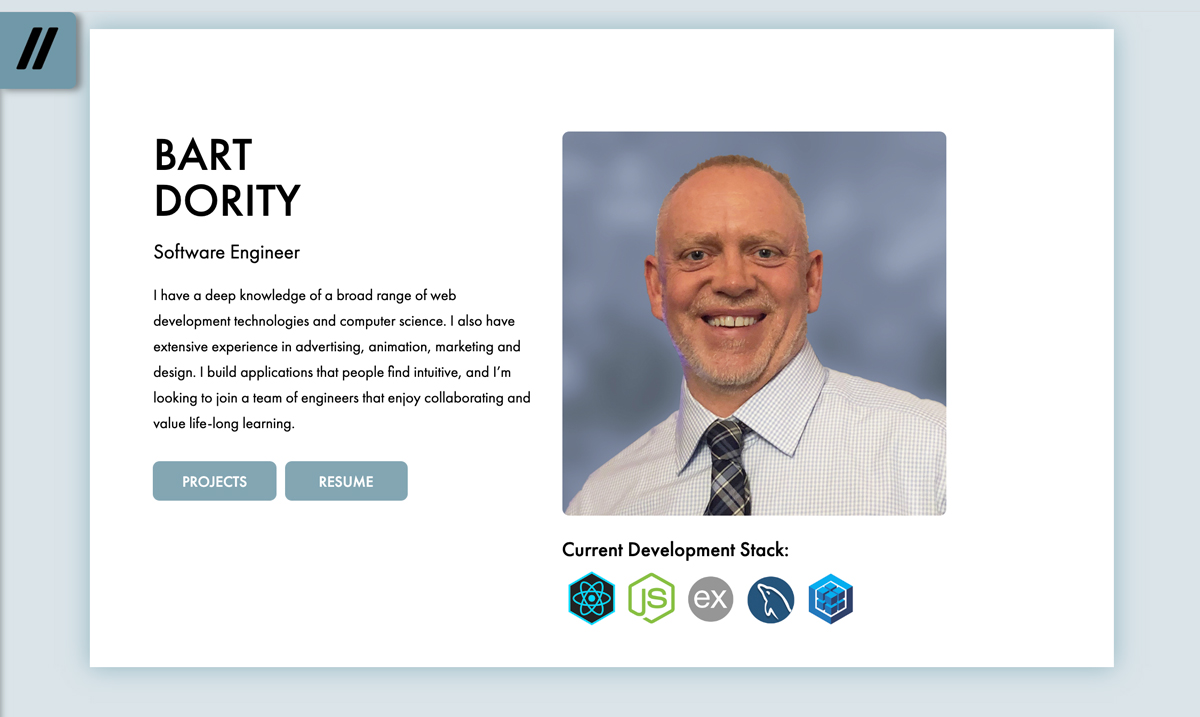 //
BART
DORITY
Software Engineer
I have a deep knowledge of a broad range of web
development technologies and computer science. I also have
extensive experience in advertising, animation, marketing and
design. I build applications that people find intuitive, and I’m
looking to join a team of engineers that enjoy collaborating and
value life-long learning.
PROJECTS
RESUME
Current Development Stack:
JS
ex